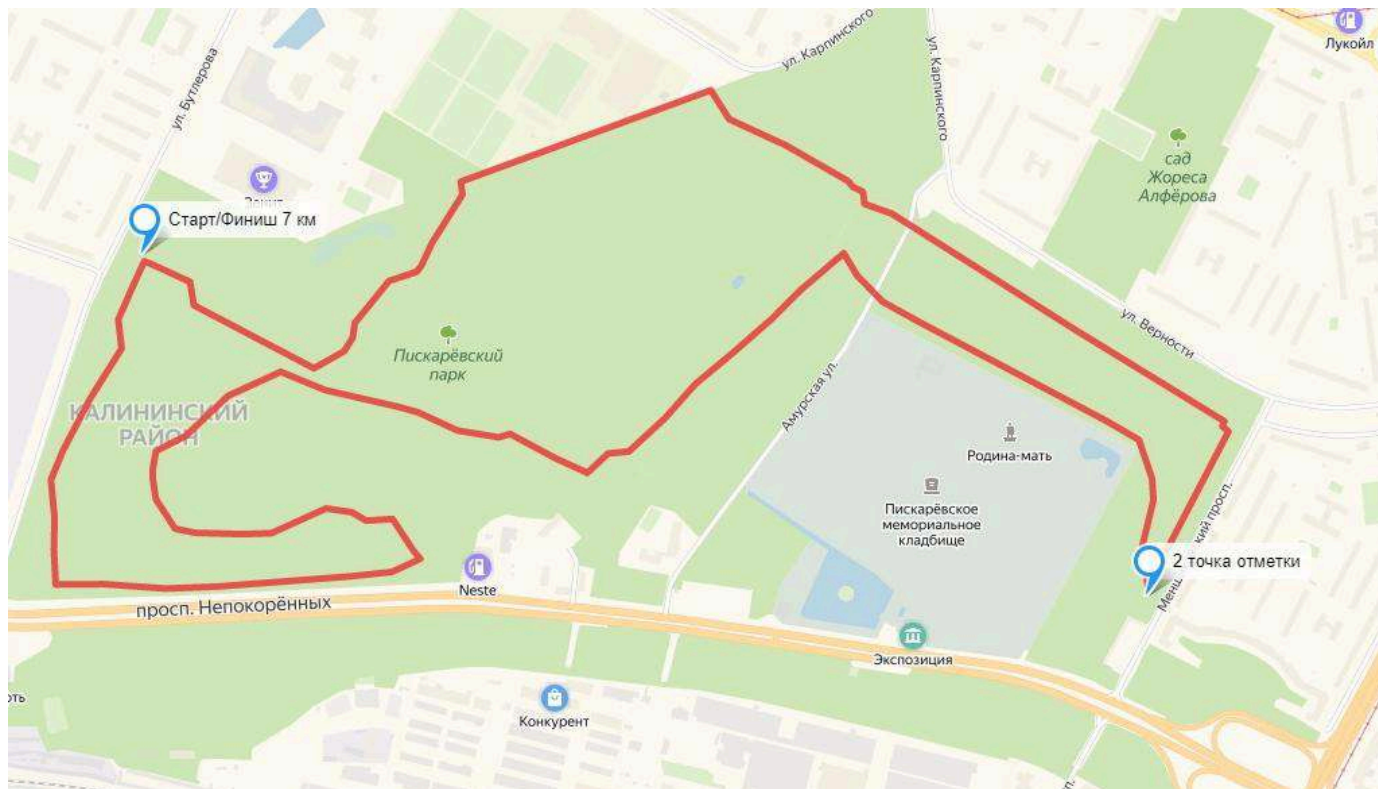 ул. Карпинского
Лукойл
ул. Бутлерова
ул. Карпинского
сад
Жореса
Алфёрова
Старт/Финиш 7 км
ул. Верности
Пискарёвский
парк
Амурская ул.
КАЛИНИНСКИЙ
РАЙОН
Родина-мать
Пискарёвское
мемориальное
кладбище
2 точка отметки
Neste
просп. Непокорённых
Экспозиция
Конкурент